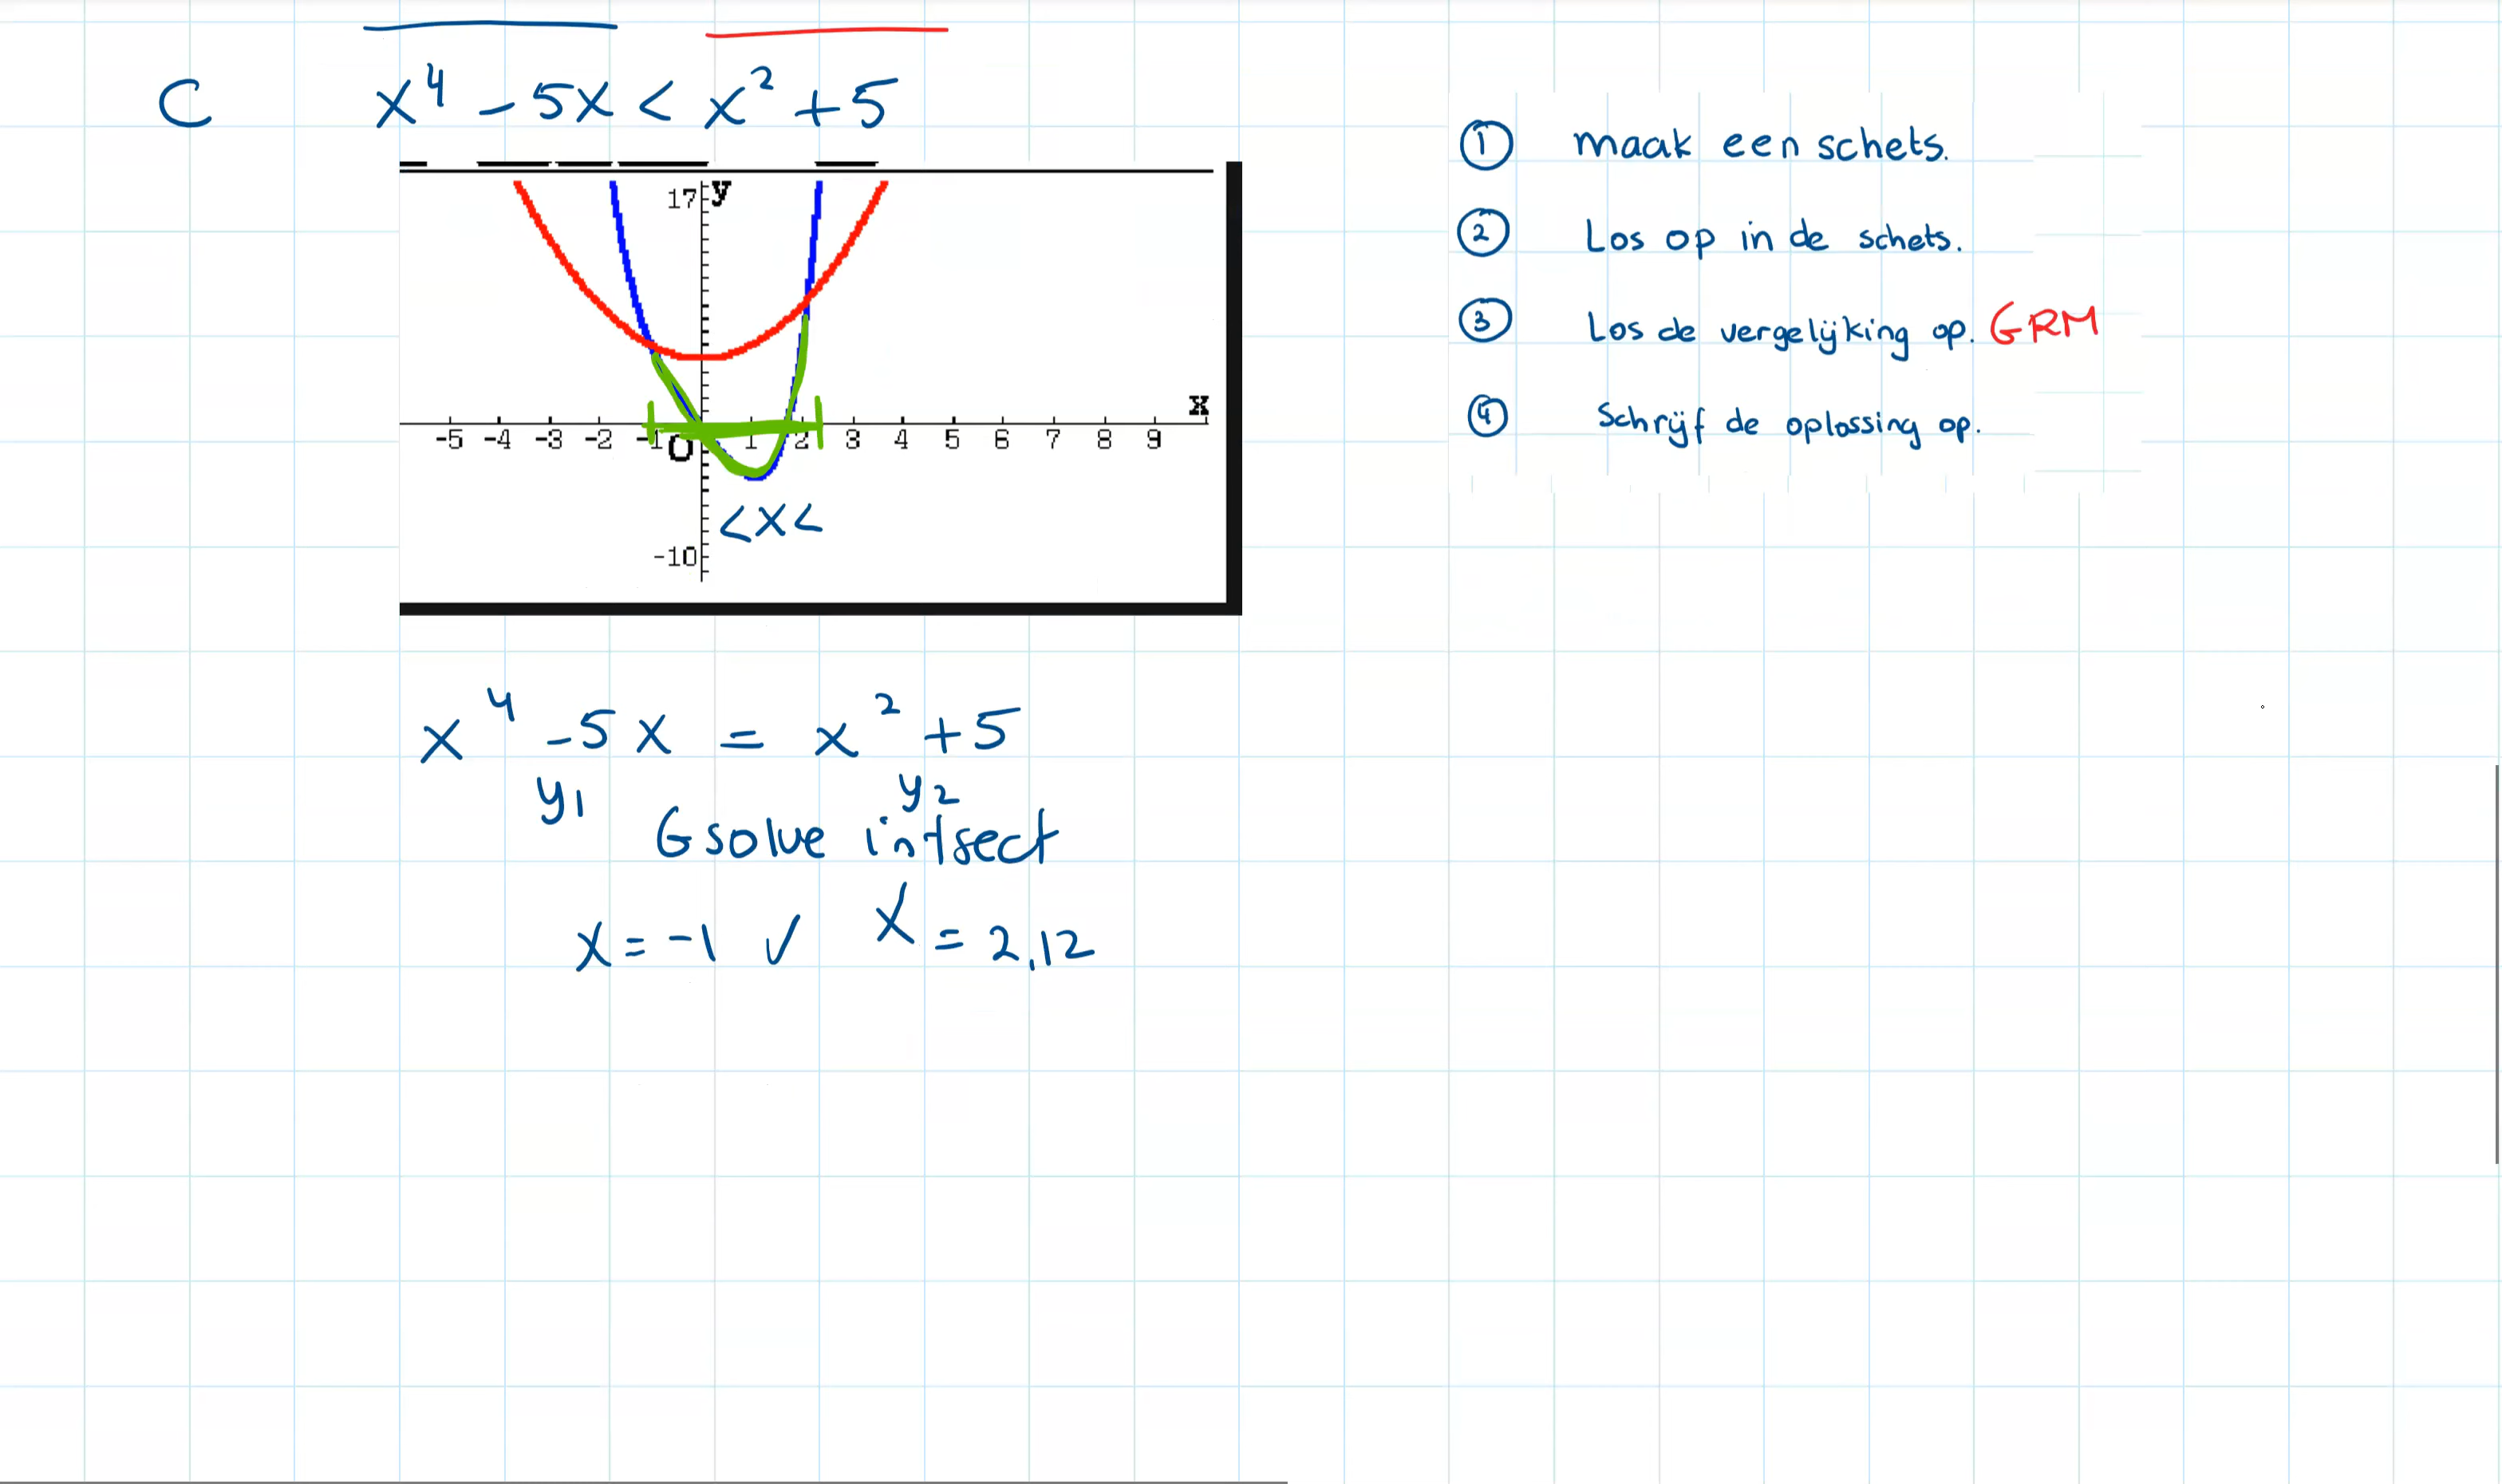 C x⁴ - 5x < x² + 5
① Maak een schets.
② Los op in de schets.
③ Los de vergelijking op. GRM
④ Schrijf de oplossing op.
17 y
x
-5 -4 -3 -2 -1 O 1 2 3 4 5 6 7 8 9
< x <
-10
x⁴ - 5x = x² + 5
y1 y2
Gsolve intsect
x = -1 ∨ x = 2,12